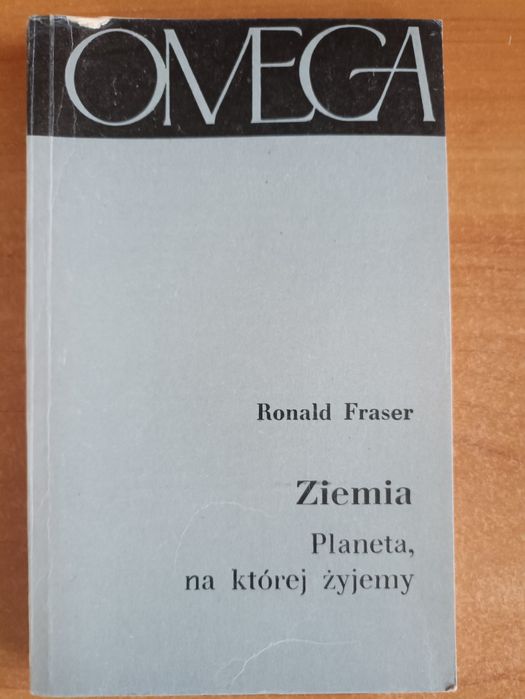 OMEGA
Ronald Fraser
Ziemia
Planeta,
na której żyjemy